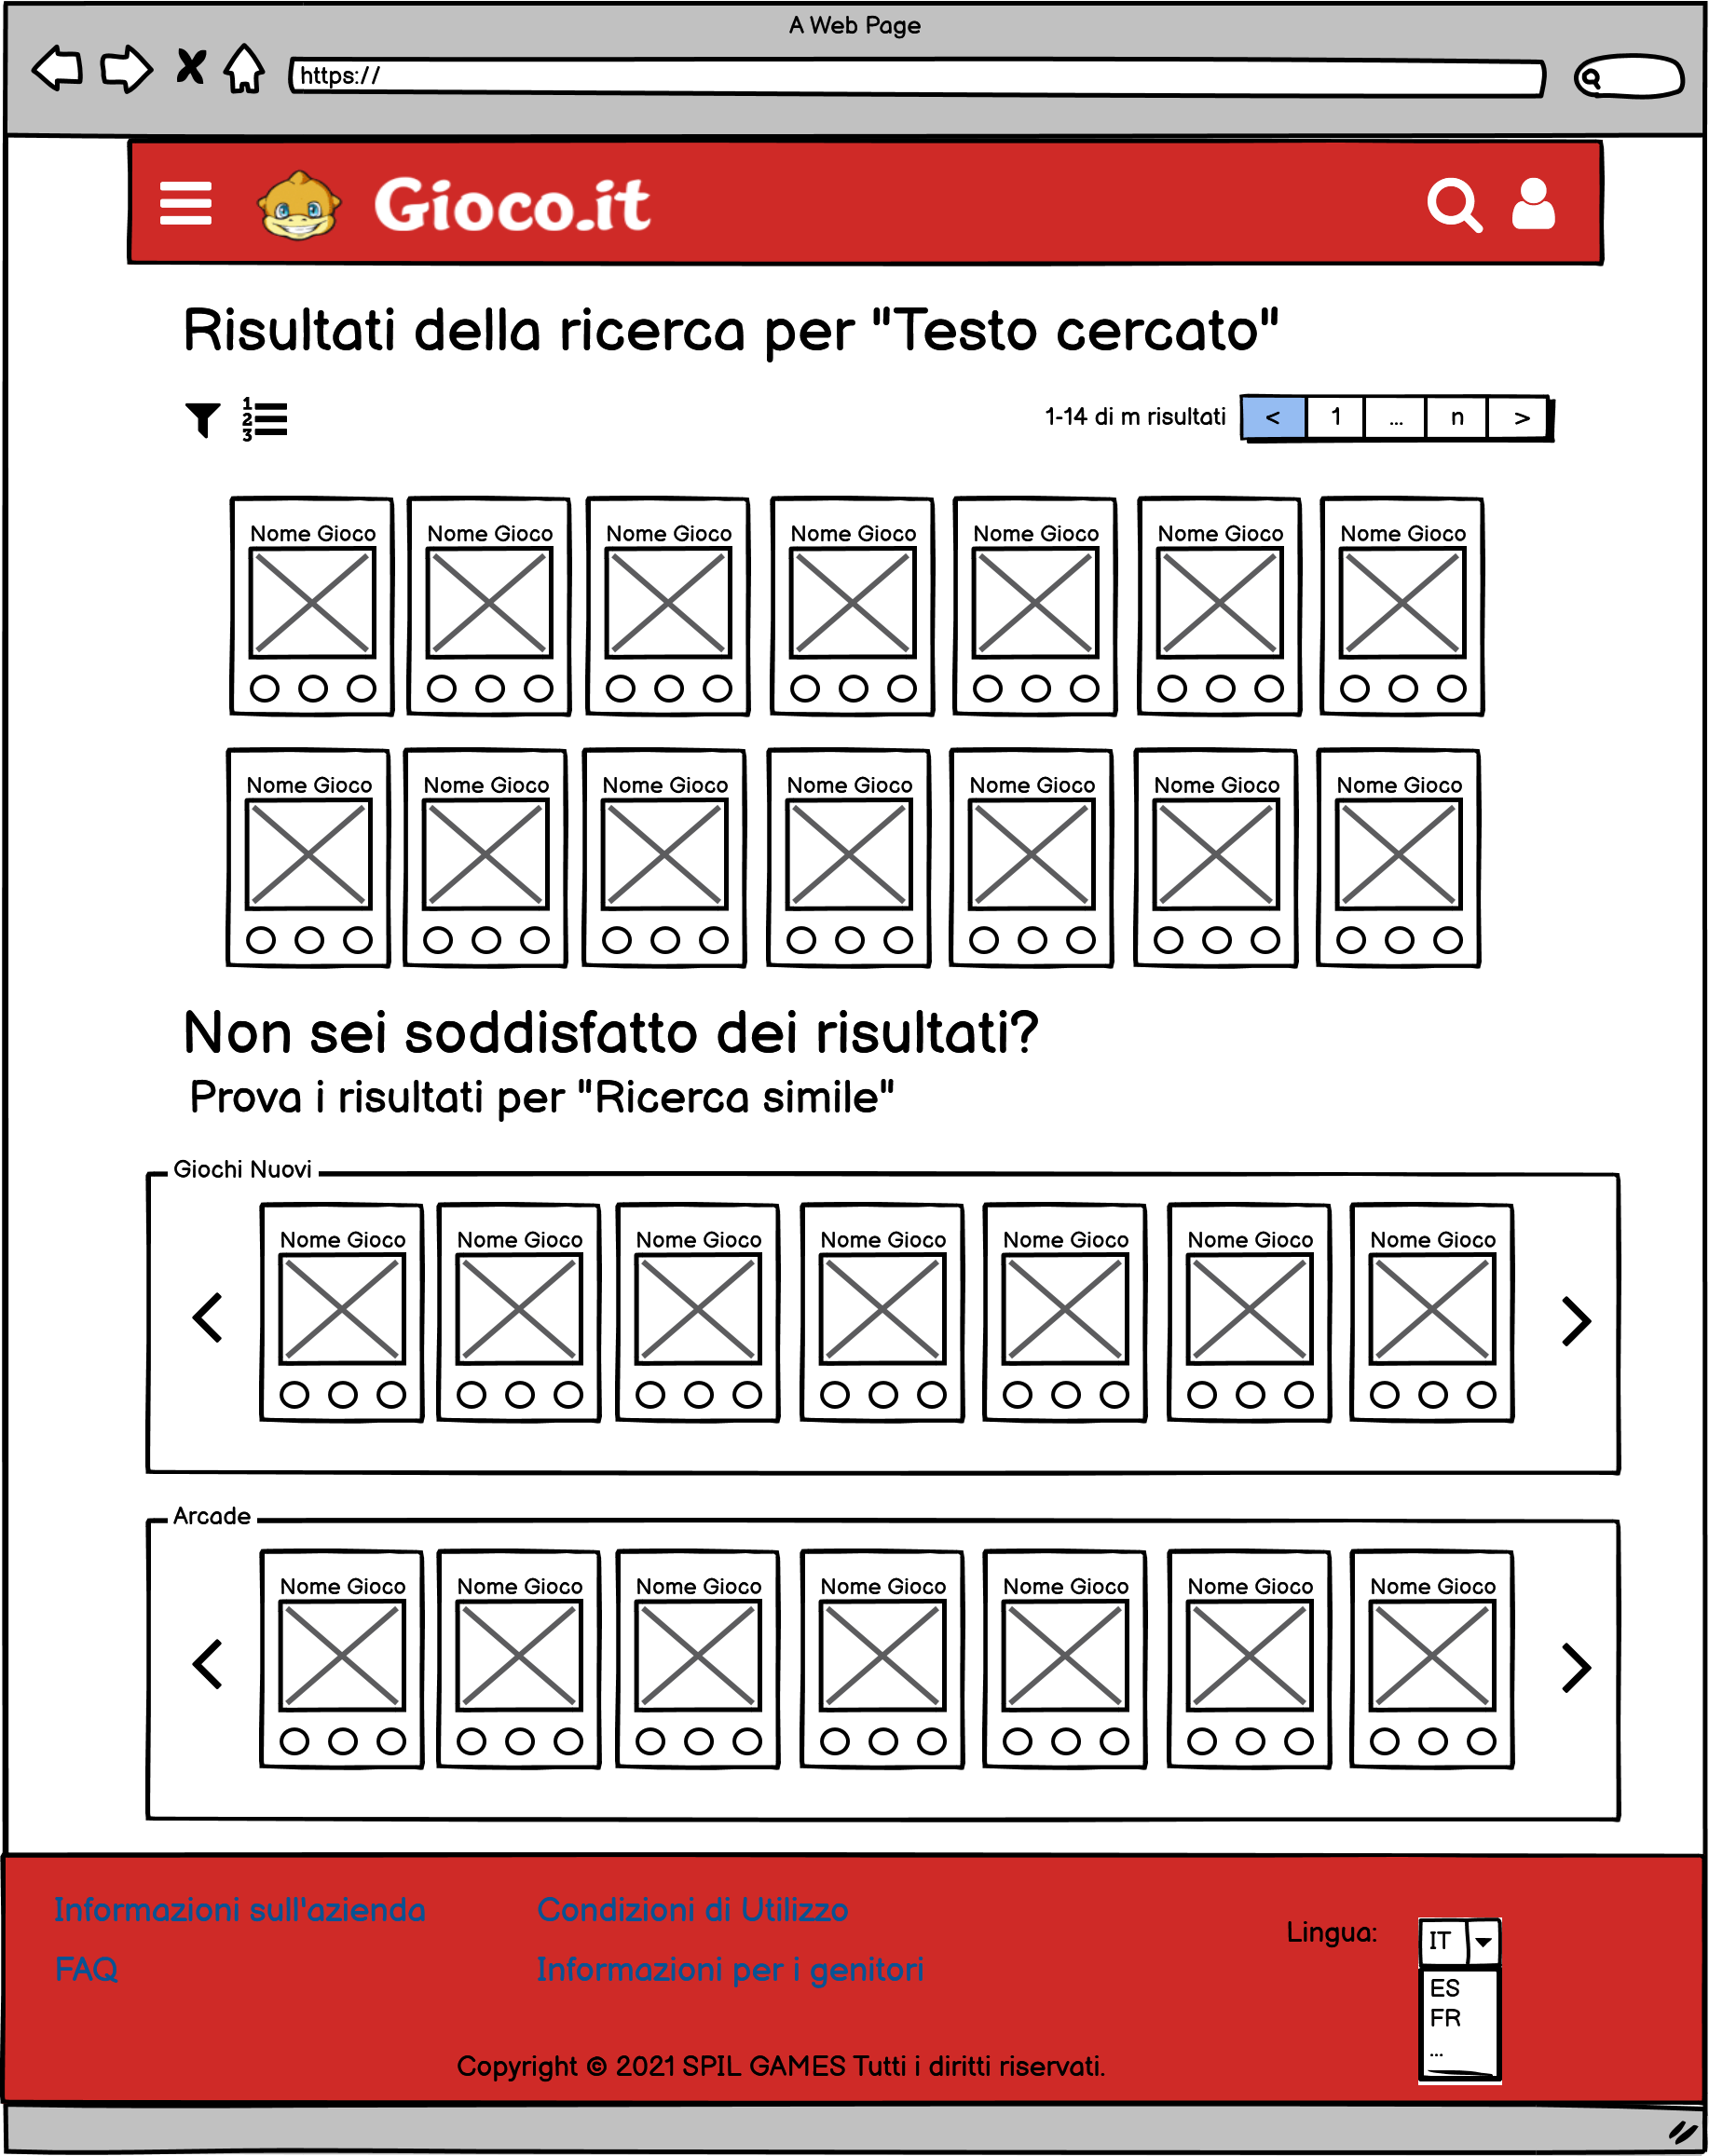 A Web Page
https://
Gioco.it
Risultati della ricerca per "Testo cercato"
1
2
3
1-14 di m risultati < 1 ... n >
Nome Gioco Nome Gioco Nome Gioco Nome Gioco Nome Gioco Nome Gioco Nome Gioco
Nome Gioco Nome Gioco Nome Gioco Nome Gioco Nome Gioco Nome Gioco Nome Gioco
Non sei soddisfatto dei risultati?
Prova i risultati per "Ricerca simile"
Giochi Nuovi
Nome Gioco Nome Gioco Nome Gioco Nome Gioco Nome Gioco Nome Gioco Nome Gioco
Arcade
Nome Gioco Nome Gioco Nome Gioco Nome Gioco Nome Gioco Nome Gioco Nome Gioco
Informazioni sull'azienda Condizioni di Utilizzo
Lingua: IT
FAQ Informazioni per i genitori
ES
FR
...
Copyright © 2021 SPIL GAMES Tutti i diritti riservati.